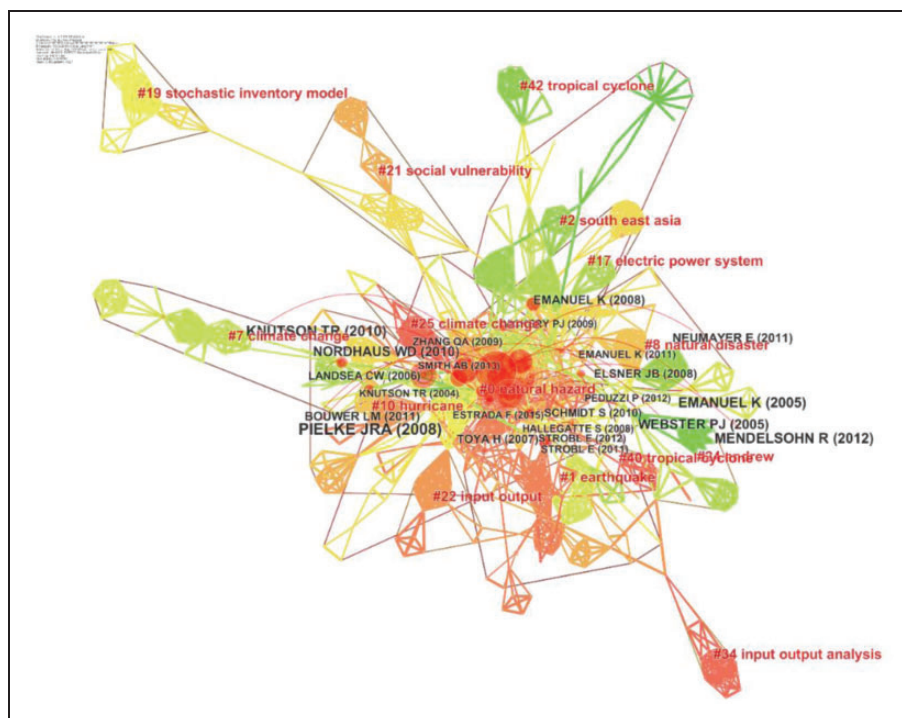 #42 tropical cyclone
#19 stochastic inventory model
#21 social vulnerability
#2 south east asia
#17 electric power system
EMANUEL K (2008)
#25 climate change
RY PJ (2009)
KNUTSON TR (2010)
#7 climate change
NEUMAYER E (2011)
ZHANG QA (2009)
#8 natural disaster
NORDHAUS WD (2010)
EMANUEL K (2011)
SMITH AB (2013)
LANDSEA CW (2006)
ELSNER JB (2008)
#0 natural hazard
KNUTSON TR (2004)
PEDUZZI P (2012)
EMANUEL K (2005)
#10 hurricane
BOUWER LM (2011)
ESTRADA F (2015)
SCHMIDT S (2010)
PIELKE JRA (2008)
HALLEGATTE S (2008)
WEBSTER PJ (2005)
TOYA H (2007)
STROBL E (2012)
MENDELSOHN R (2012)
STROBL E (2011)
#40 tropical cyclone
andrew
#1 earthquake
#22 input output
#34 input output analysis